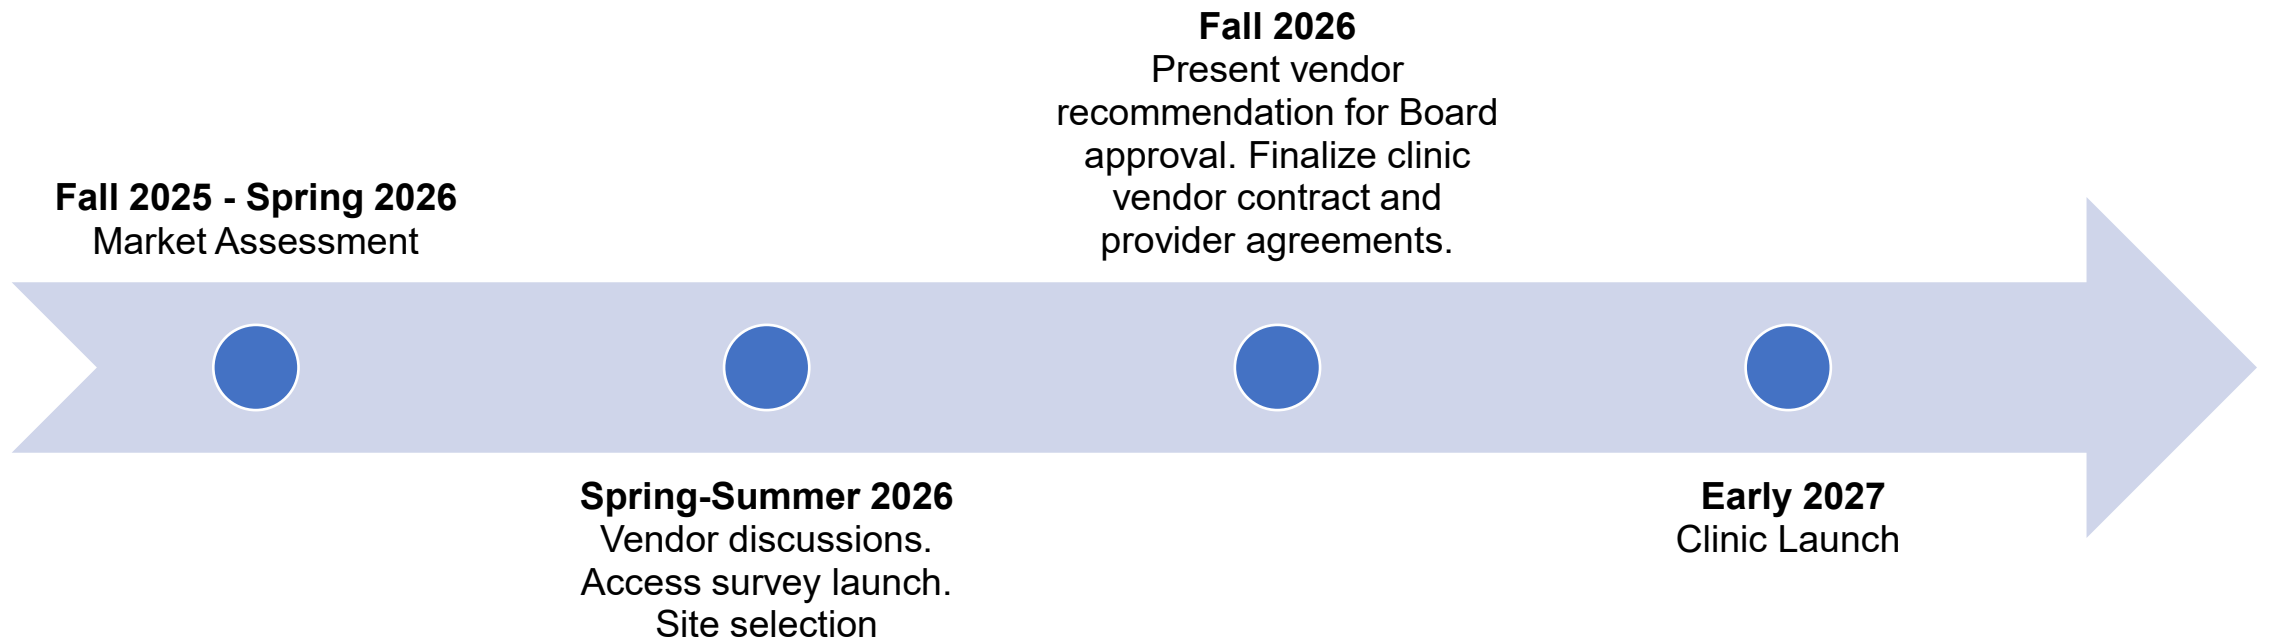 Fall 2025 - Spring 2026
Market Assessment
Spring-Summer 2026
Vendor discussions.
Access survey launch.
Site selection
Fall 2026
Present vendor
recommendation for Board
approval. Finalize clinic
vendor contract and
provider agreements.
Early 2027
Clinic Launch